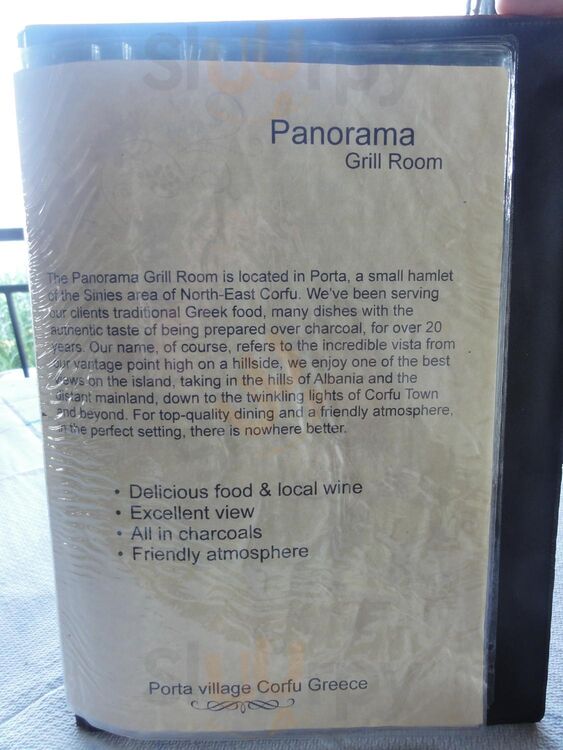 Sluurpy
Panorama
Grill Room
The Panorama Grill Room is located in Porta, a small hamlet
of the Sinies area of North-East Corfu. We've been serving
our clients traditional Greek food, many dishes with the
authentic taste of being prepared over charcoal, for over 20
years. Our name, of course, refers to the incredible vista from
our vantage point high on a hillside, we enjoy one of the best
views on the island, taking in the hills of Albania and the
distant mainland, down to the twinkling lights of Corfu Town
and beyond. For top-quality dining and a friendly atmosphere,
in the perfect setting, there is nowhere better.
• Delicious food & local wine
• Excellent view
• All in charcoals
• Friendly atmosphere
Sluurpy
Porta village Corfu Greece